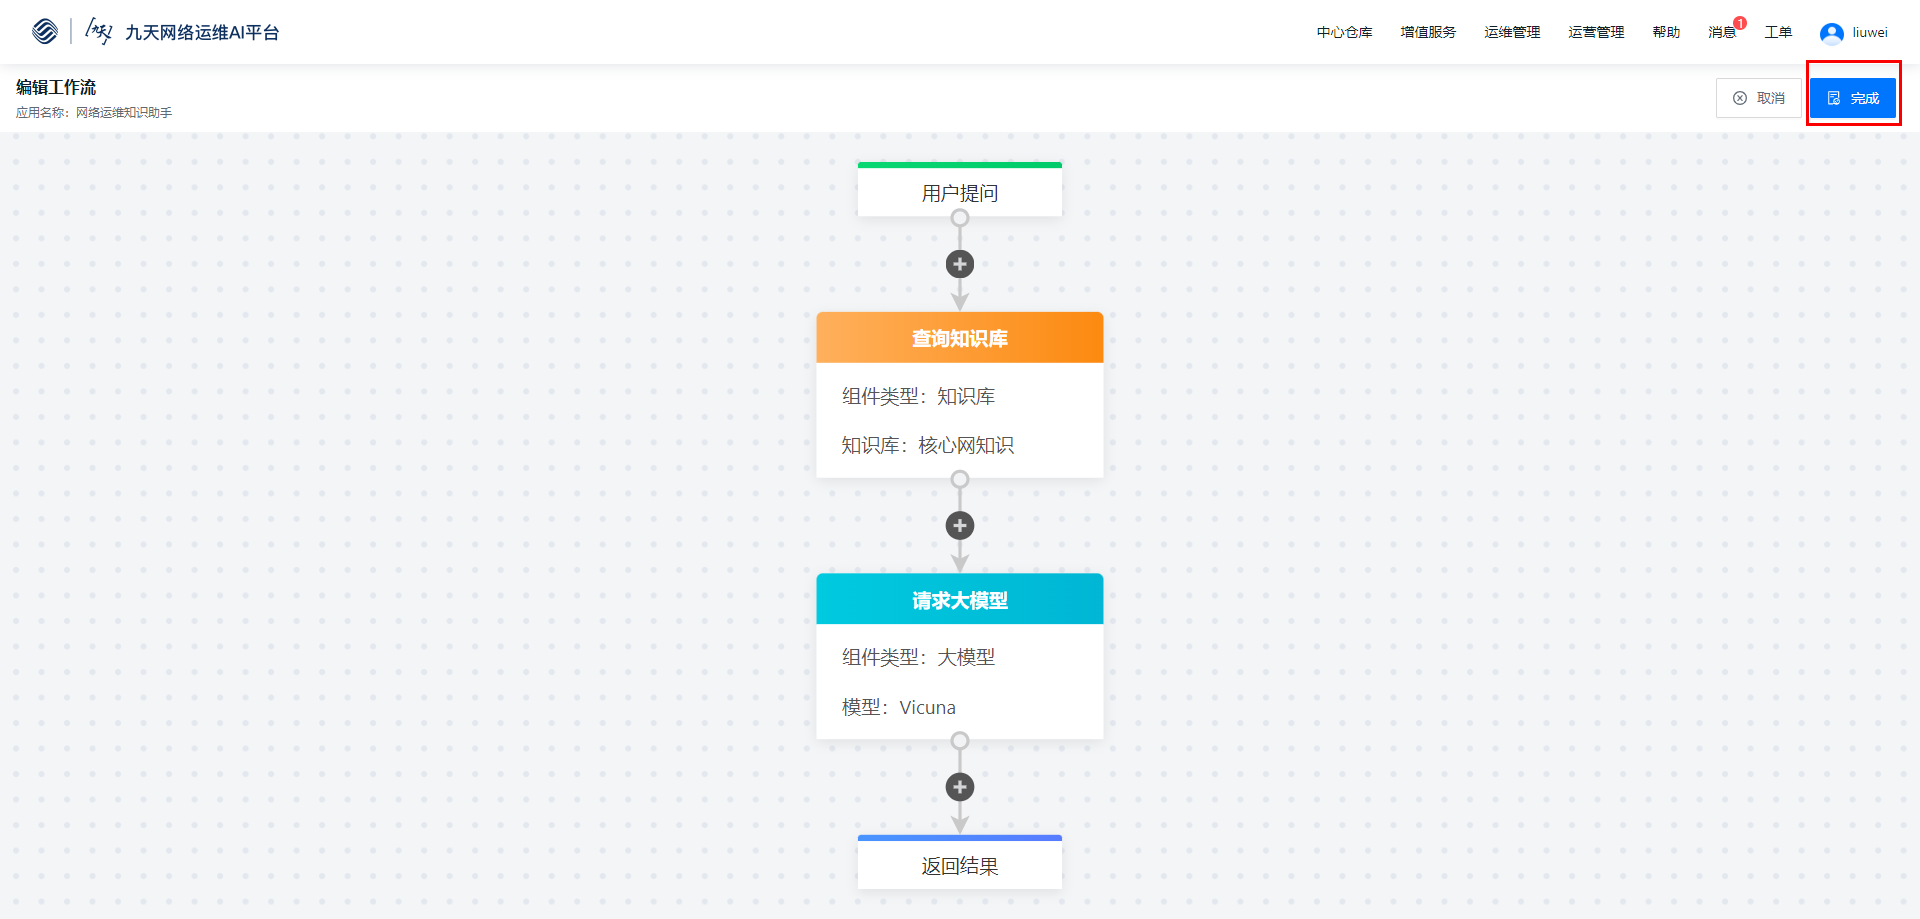 九天 九天网络运维AI平台
中心仓库 增值服务 运维管理 运营管理 帮助 消息 1 工单 liuwei
编辑工作流
应用名称：网络运维知识助手
取消 完成
用户提问
查询知识库
组件类型：知识库
知识库：核心网知识
请求大模型
组件类型：大模型
模型：Vicuna
返回结果